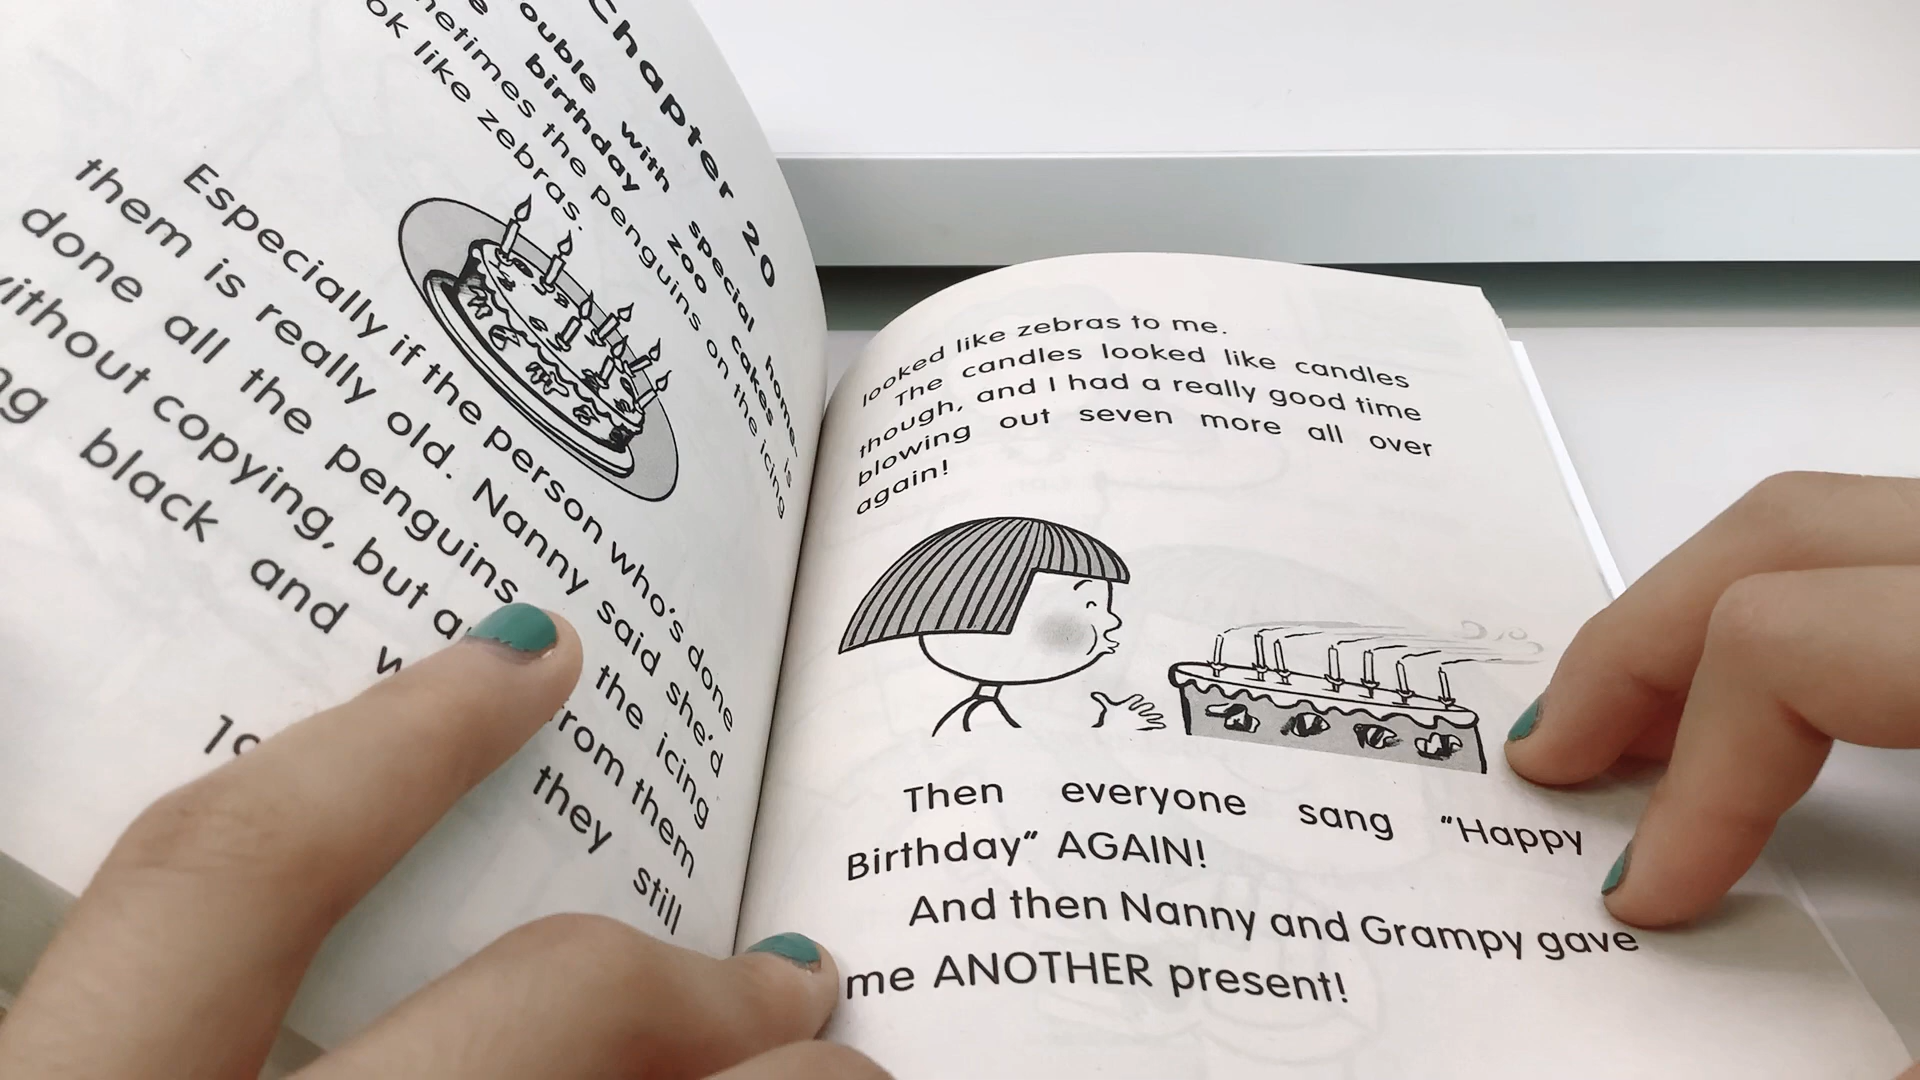 Chapter 20
ouble with special home-
birthday zoo cakes is
metimes the penguins on the icing
ok like zebras.
Especially if the person who's done
them is really old. Nanny said she'd
done all the penguins the icing
without copying, but from them
ng black and they still
looked like zebras to me.
The candles looked like candles
though, and I had a really good time
blowing out seven more all over
again!
Then everyone sang “Happy
Birthday” AGAIN!
And then Nanny and Grampy gave
me ANOTHER present!